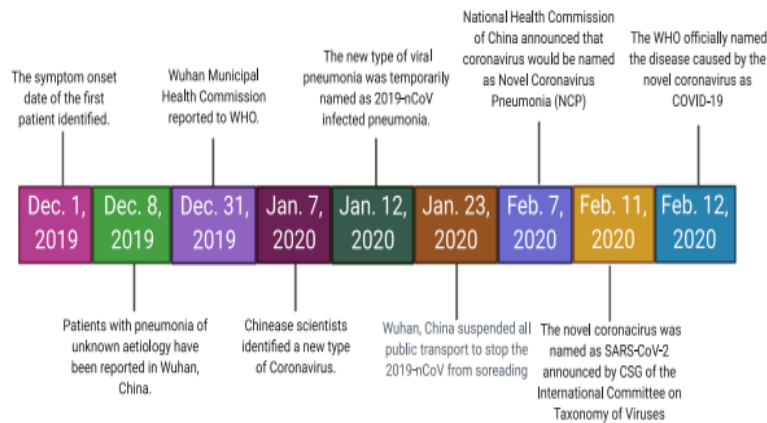 The symptom onset
date of the first
patient identified.
Wuhan Municipal
Health Commission
reported to WHO.
The new type of viral
pneumonia was temporarily
named as 2019-nCoV
infected pneumonia.
National Health Commission
of China announced that
coronavirus would be named
as Novel Coronavirus
Pneumonia (NCP)
The WHO officially named
the disease caused by the
novel coronavirus as
COVID-19
Dec. 1,
2019
Dec. 8,
2019
Dec. 31,
2019
Jan. 7,
2020
Jan. 12,
2020
Jan. 23,
2020
Feb. 7,
2020
Feb. 11,
2020
Feb. 12,
2020
Patients with pneumonia of
unknown aetiology have
been reported in Wuhan,
China.
Chinease scientists
identified a new type
of Coronavirus.
Wuhan, China suspended all
public transport to stop the
2019-nCoV from soreading
The novel coronacirus was
named as SARS-CoV-2
announced by CSG of the
International Committee on
Taxonomy of Viruses